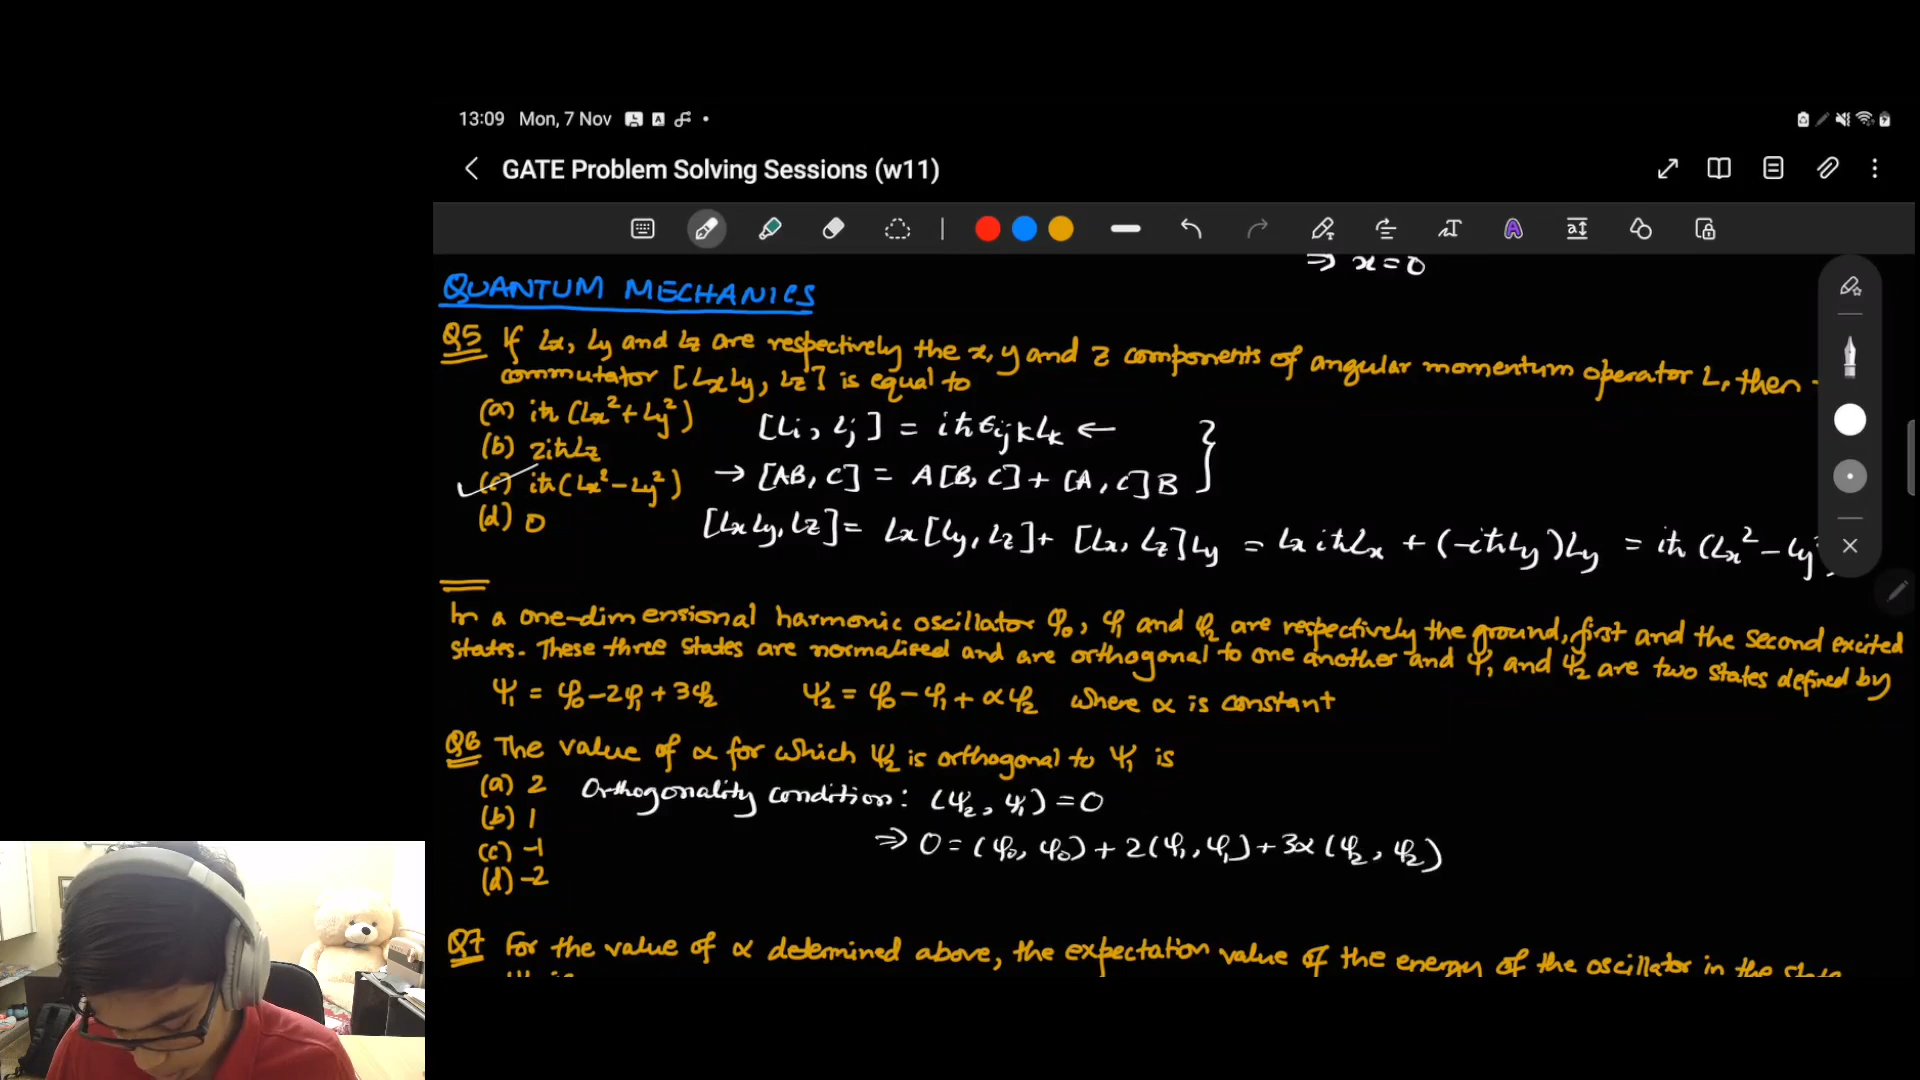 13:09 Mon, 7 Nov
GATE Problem Solving Sessions (w11)
⇒ x=0
QUANTUM MECHANICS
Q5 If Lx, Ly and Lz are respectively the x, y and z components of angular momentum operator L, then
commutator [LxLy, Lz] is equal to
(a) iħ (Lx²+Ly²)
(b) 2iħLz
(c) iħ(Lx²-Ly²)
(d) 0
[Li, Lj] = iħϵijkLk ←
→ [AB, C] = A[B, C] + [A, C]B
[LxLy, Lz] = Lx[Ly, Lz] + [Lx, Lz]Ly = Lx iħLx + (-iħLy)Ly = iħ (Lx² - Ly²
In a one-dimensional harmonic oscillator φ₀, φ₁ and φ₂ are respectively the ground, first and the second excited
states. These three states are normalised and are orthogonal to one another and ψ₁ and ψ₂ are two states defined by
ψ₁ = φ₀ - 2φ₁ + 3φ₂ ψ₂ = φ₀ - φ₁ + αφ₂ where α is constant
Q6 The value of α for which ψ₂ is orthogonal to ψ₁ is
(a) 2
(b) 1
(c) -1
(d) -2
Orthogonality condition: (ψ₂, ψ₁) = 0
⇒ 0 = (φ₀, φ₀) + 2(φ₁, φ₁) + 3α (φ₂, φ₂)
Q7 For the value of α determined above, the expectation value of the energy of the oscillator in the state